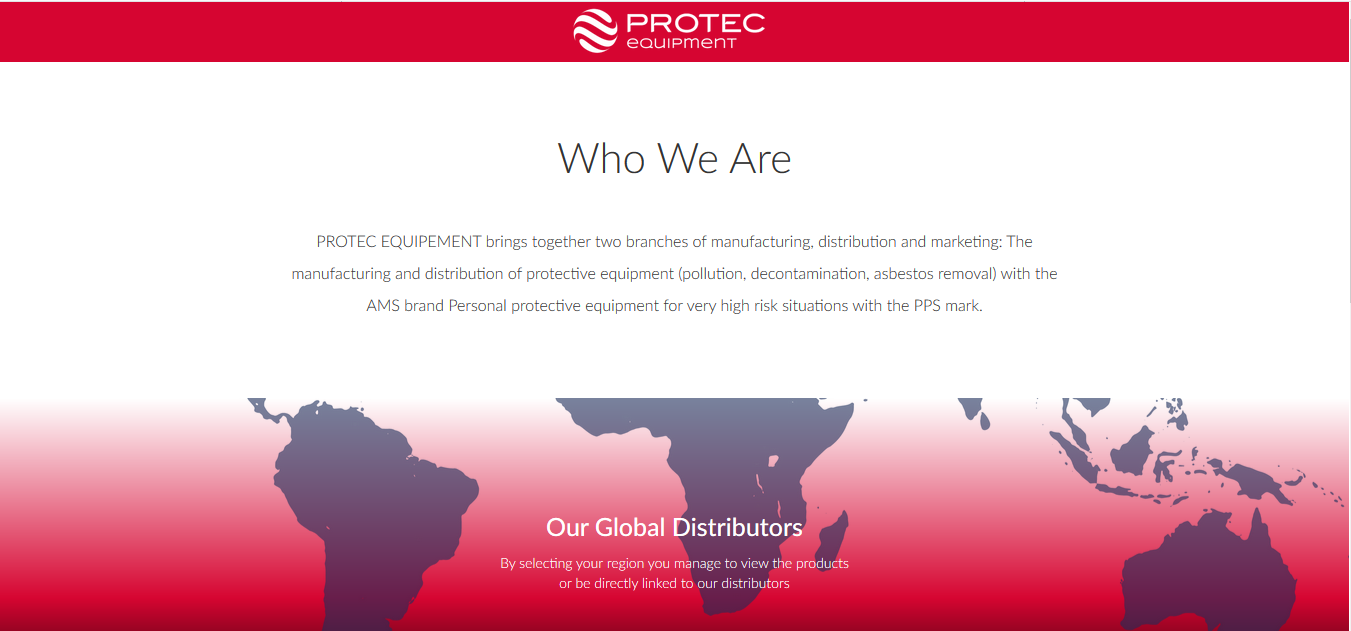 PROTEC
equipment
Who We Are
PROTEC EQUIPEMENT brings together two branches of manufacturing, distribution and marketing: The
manufacturing and distribution of protective equipment (pollution, decontamination, asbestos removal) with the
AMS brand Personal protective equipment for very high risk situations with the PPS mark.
Our Global Distributors
By selecting your region you manage to view the products
or be directly linked to our distributors